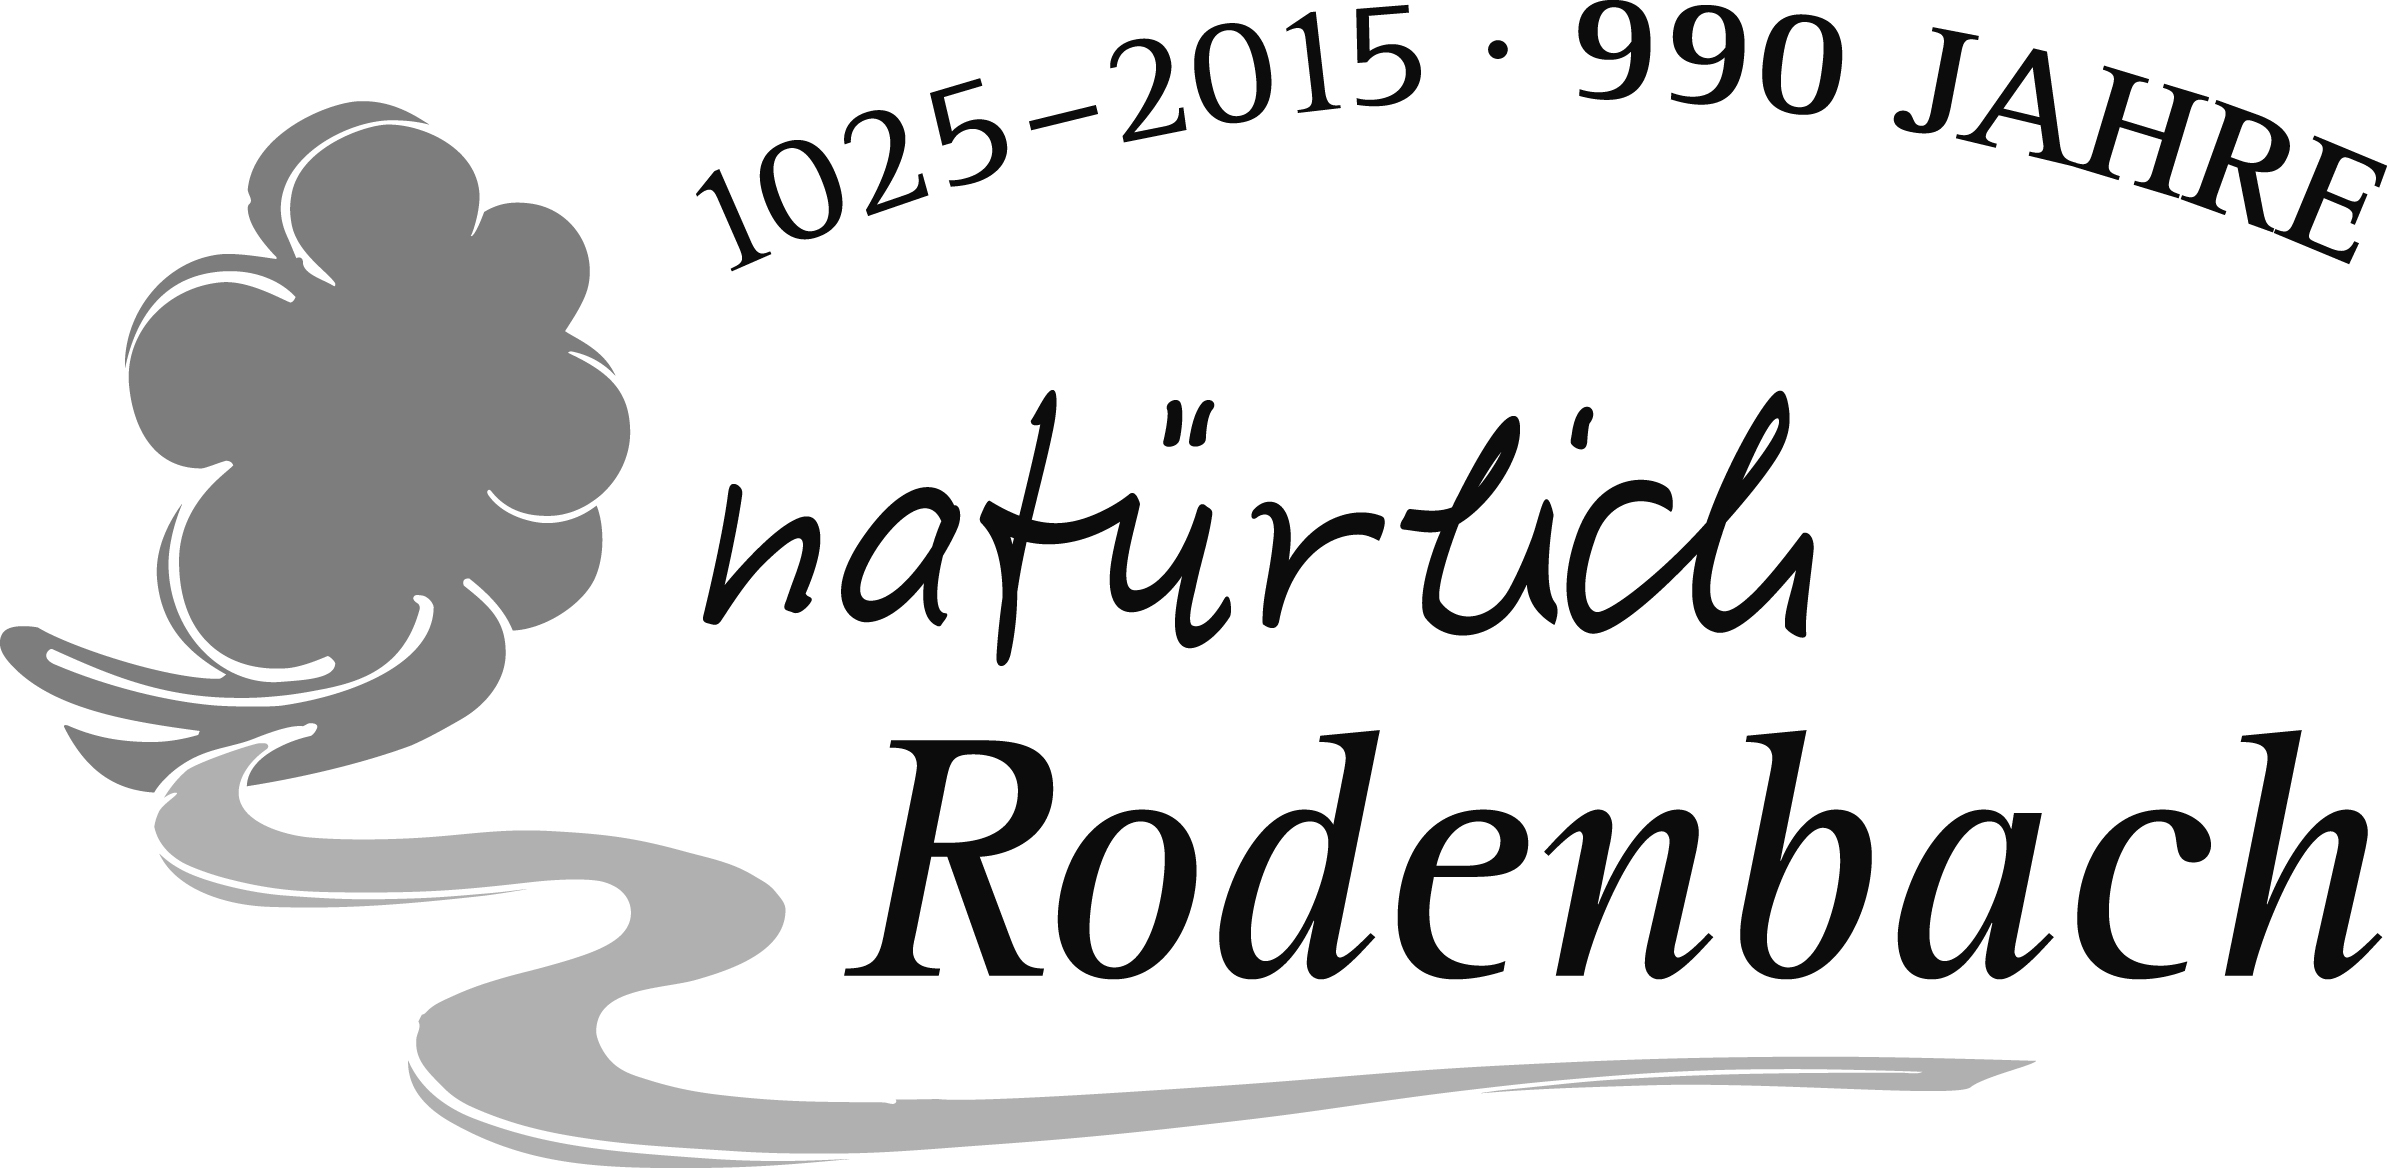 1025–2015 · 990 JAHRE
natürlich
Rodenbach